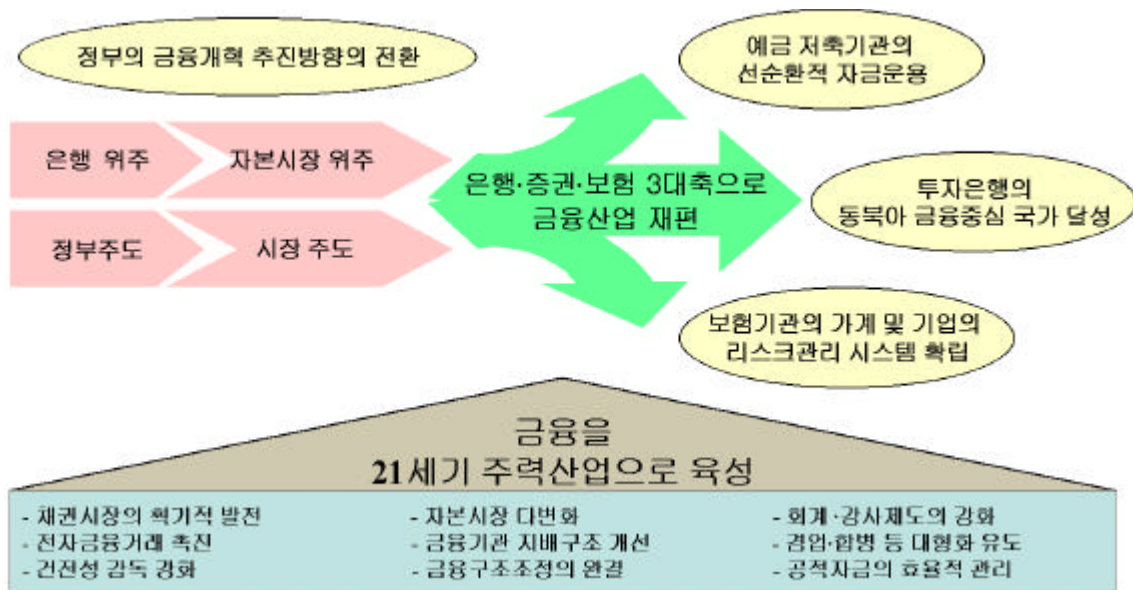 정부의 금융개혁 추진방향의 전환
예금 저축기관의
선순환적 자금운용
은행 위주
자본시장 위주
정부주도
시장 주도
은행·증권·보험 3대축으로
금융산업 재편
투자은행의
동북아 금융중심 국가 달성
보험기관의 가계 및 기업의
리스크관리 시스템 확립
금융을
21세기 주력산업으로 육성
- 채권시장의 획기적 발전
- 전자금융거래 촉진
- 건전성 감독 강화
- 자본시장 다변화
- 금융기관 지배구조 개선
- 금융구조조정의 완결
- 회계·감사제도의 강화
- 겸업·합병 등 대형화 유도
- 공적자금의 효율적 관리